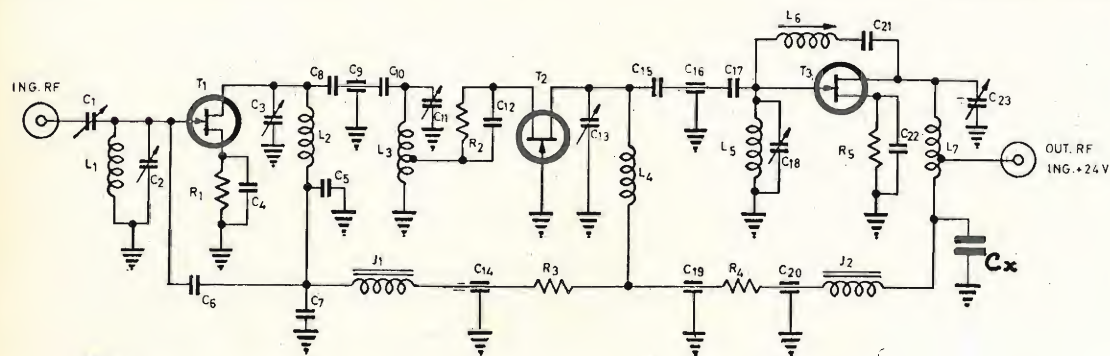 ING. RF
C1
L1
C2
T1
R1
C4
C3
L2
C5
C6
C7
C8
C9
C10
C11
L3
R2
C12
T2
C13
L4
J1
C14
R3
C15
C16
C17
L5
C18
L6
C21
T3
R5
C22
L7
C23
OUT. RF
ING.+24V
C19
R4
C20
J2
Cx